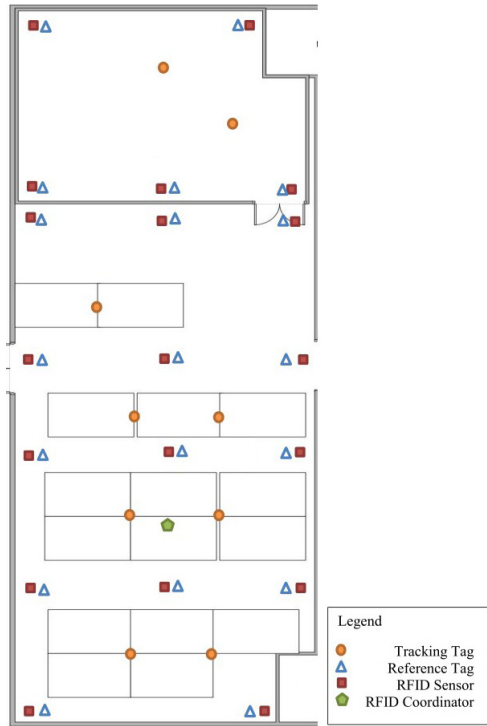 Legend
Tracking Tag
Reference Tag
RFID Sensor
RFID Coordinator